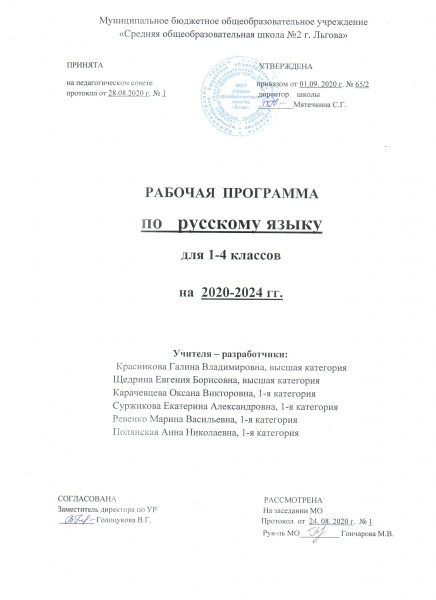 Муниципальное бюджетное общеобразовательное учреждение
«Средняя общеобразовательная школа №2 г. Льгова»
ПРИНЯТА УТВЕРЖДЕНА
на педагогическом совете приказом от 01.09. 2020 г. № 65/2
протокол от 28.08.2020 г. № 1 директор школы
Мятечкина С.Г.
РАБОЧАЯ ПРОГРАММА
по русскому языку
для 1-4 классов
на 2020-2024 гг.
Учителя – разработчики:
Красникова Галина Владимировна, высшая категория
Щедрина Евгения Борисовна, высшая категория
Карачевцева Оксана Викторовна, 1-я категория
Суржикова Екатерина Александровна, 1-я категория
Ревенко Марина Васильевна, 1-я категория
Полянская Анна Николаевна, 1-я категория
СОГЛАСОВАНА РАССМОТРЕНА
Заместитель директора по УР На заседании МО
Голоцукова В.Г. Протокол от 24. 08. 2020 г. № 1
Рук-ль МО Гончарова М.В.